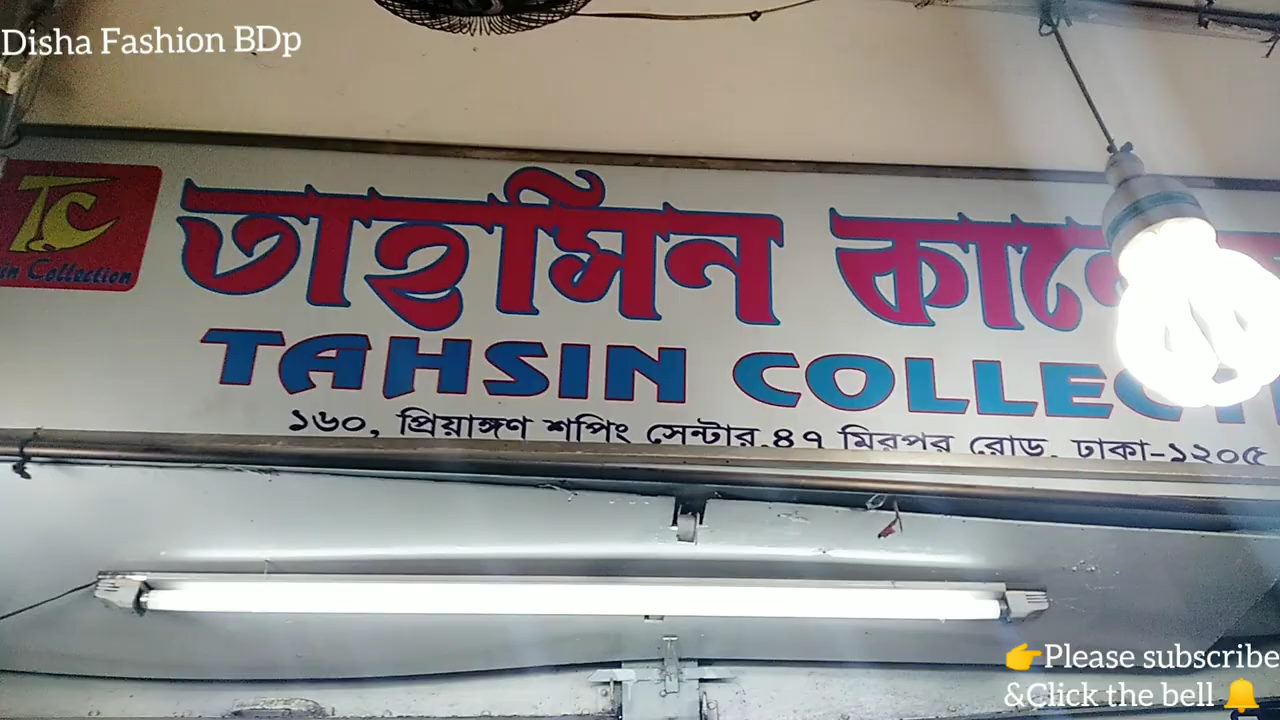 Disha Fashion BDp
TC
in Collection
তাহসিন
TAHSIN
১৬০, প্রিয়াঙ্গণ শপিং সেন্টার.৪৭ মিরপুর রোড. ঢাকা-১২০৫
👉Please subscribe
&Click the bell 🔔